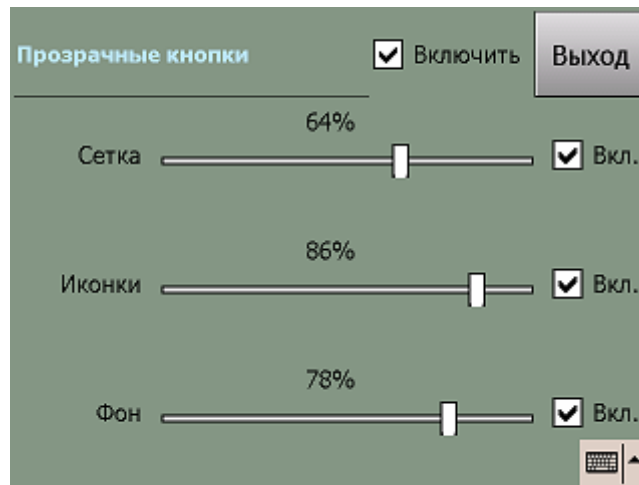 Прозрачные кнопки
Включить
Выход
64%
Сетка
Вкл.
86%
Иконки
Вкл.
78%
Фон
Вкл.